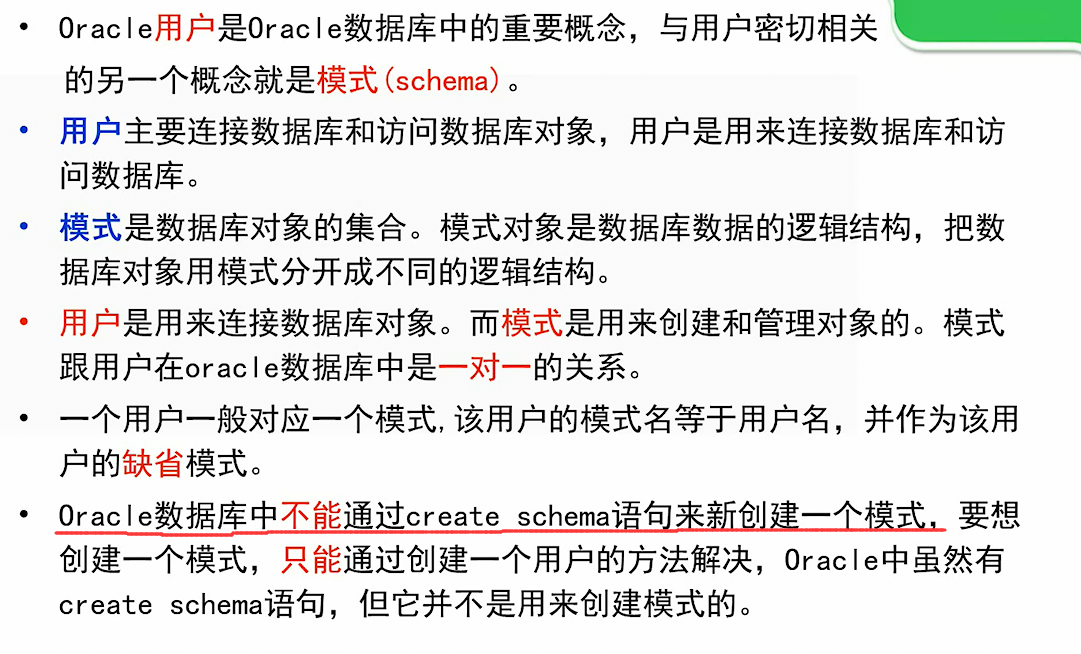 • Oracle用户是Oracle数据库中的重要概念，与用户密切相关
的另一个概念就是模式(schema)。
• 用户主要连接数据库和访问数据库对象，用户是用来连接数据库和访
问数据库。
• 模式是数据库对象的集合。模式对象是数据库数据的逻辑结构，把数
据库对象用模式分开成不同的逻辑结构。
• 用户是用来连接数据库对象。而模式是用来创建和管理对象的。模式
跟用户在oracle数据库中是一对一的关系。
• 一个用户一般对应一个模式,该用户的模式名等于用户名，并作为该用
户的缺省模式。
• Oracle数据库中不能通过create schema语句来新创建一个模式，要想
创建一个模式，只能通过创建一个用户的方法解决，Oracle中虽然有
create schema语句，但它并不是用来创建模式的。